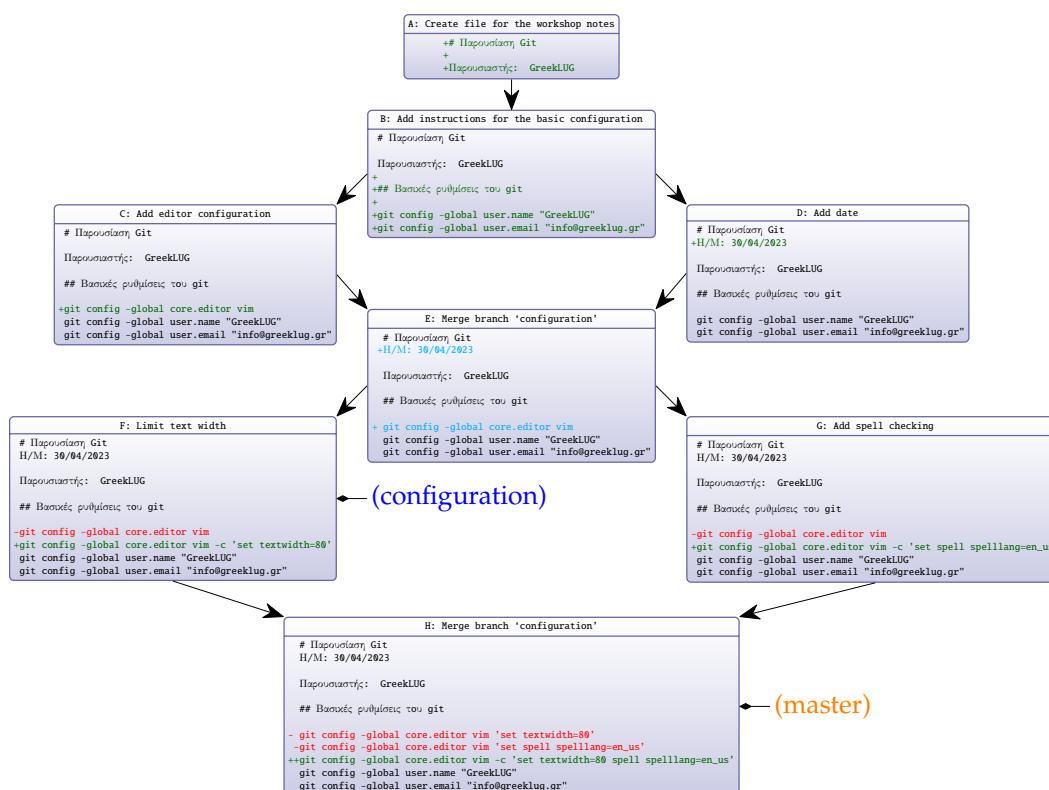 A: Create file for the workshop notes
+# Παρουσίαση Git
+
+Παρουσιαστής: GreekLUG
B: Add instructions for the basic configuration
# Παρουσίαση Git
Παρουσιαστής: GreekLUG
+
+## Βασικές ρυθμίσεις του git
+
+git config -global user.name "GreekLUG"
+git config -global user.email "info@greeklug.gr"
C: Add editor configuration
# Παρουσίαση Git
Παρουσιαστής: GreekLUG
## Βασικές ρυθμίσεις του git
+git config -global core.editor vim
git config -global user.name "GreekLUG"
git config -global user.email "info@greeklug.gr"
D: Add date
# Παρουσίαση Git
+Η/Μ: 30/04/2023
Παρουσιαστής: GreekLUG
## Βασικές ρυθμίσεις του git
git config -global user.name "GreekLUG"
git config -global user.email "info@greeklug.gr"
E: Merge branch ‘configuration’
# Παρουσίαση Git
+Η/Μ: 30/04/2023
Παρουσιαστής: GreekLUG
## Βασικές ρυθμίσεις του git
+ git config -global core.editor vim
git config -global user.name "GreekLUG"
git config -global user.email "info@greeklug.gr"
F: Limit text width
# Παρουσίαση Git
Η/Μ: 30/04/2023
Παρουσιαστής: GreekLUG
## Βασικές ρυθμίσεις του git
-git config -global core.editor vim
+git config -global core.editor vim -c 'set textwidth=80'
git config -global user.name "GreekLUG"
git config -global user.email "info@greeklug.gr"
(configuration)
G: Add spell checking
# Παρουσίαση Git
Η/Μ: 30/04/2023
Παρουσιαστής: GreekLUG
## Βασικές ρυθμίσεις του git
-git config -global core.editor vim
+git config -global core.editor vim -c 'set spell spelllang=en_u
git config -global user.name "GreekLUG"
git config -global user.email "info@greeklug.gr"
H: Merge branch ‘configuration’
# Παρουσίαση Git
Η/Μ: 30/04/2023
Παρουσιαστής: GreekLUG
## Βασικές ρυθμίσεις του git
- git config -global core.editor vim 'set textwidth=80'
-git config -global core.editor vim 'set spell spelllang=en_us'
++git config -global core.editor vim -c 'set textwidth=80 spell spelllang=en_us'
git config -global user.name "GreekLUG"
git config -global user.email "info@greeklug.gr"
(master)